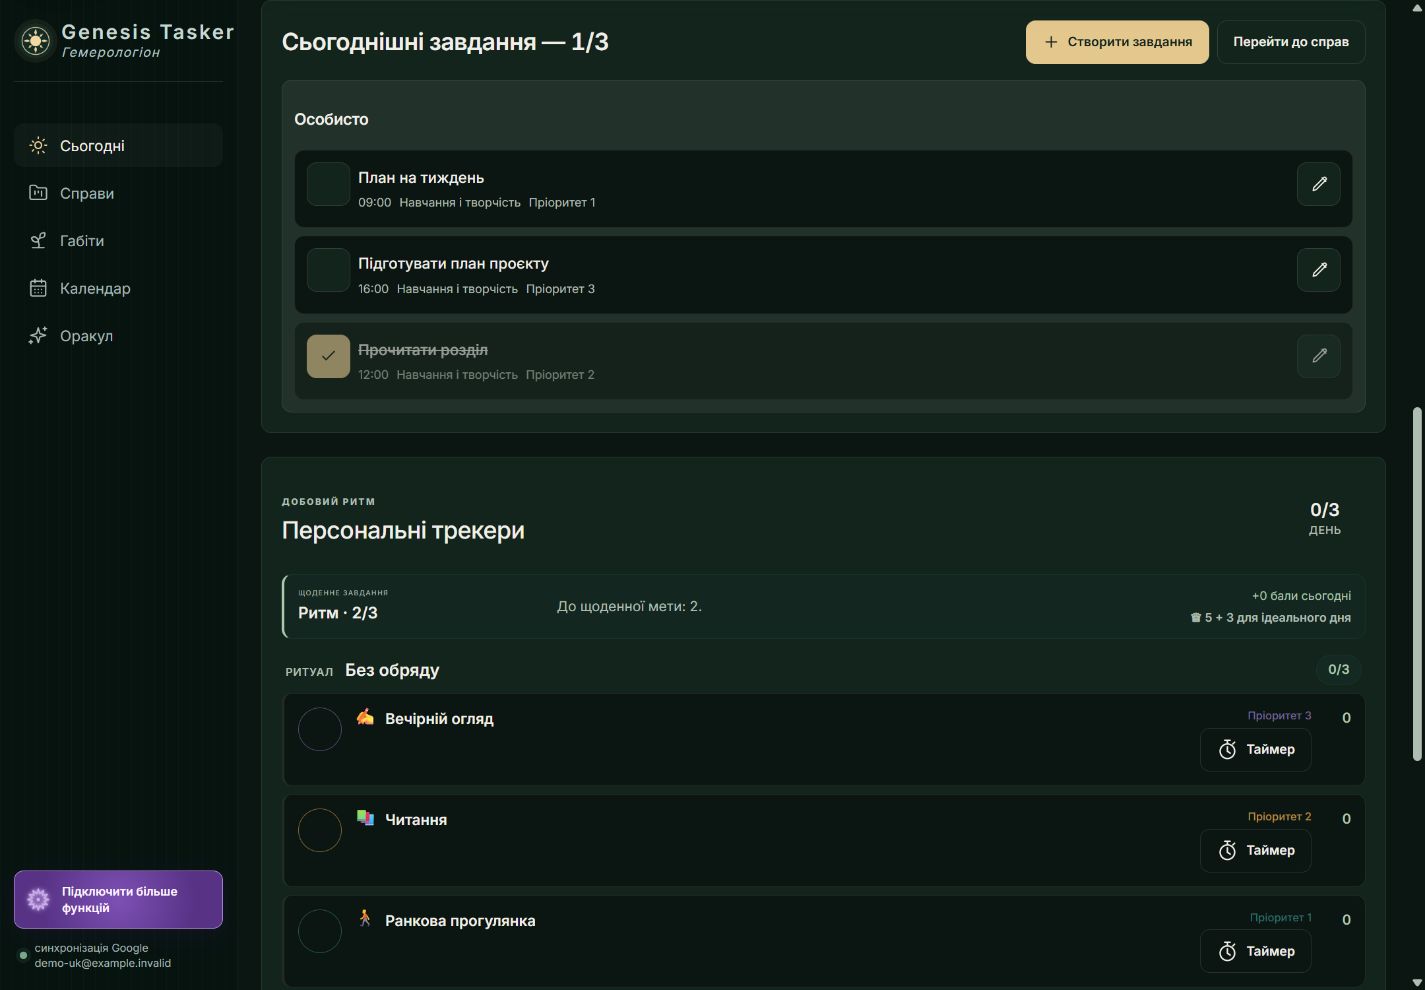 Genesis Tasker
Гемерологіон
Сьогодні
Справи
Габіти
Календар
Оракул
Підключити більше
функцій
синхронізація Google
demo-uk@example.invalid
Сьогоднішні завдання — 1/3
+ Створити завдання
Перейти до справ
Особисто
План на тиждень
09:00 Навчання і творчість Пріоритет 1
Підготувати план проєкту
16:00 Навчання і творчість Пріоритет 3
Прочитати розділ
12:00 Навчання і творчість Пріоритет 2
ДОБОВИЙ РИТМ
Персональні трекери
0/3
ДЕНЬ
ЩОДЕННЕ ЗАВДАННЯ
Ритм · 2/3
До щоденної мети: 2.
+0 бали сьогодні
5 + 3 для ідеального дня
РИТУАЛ Без обряду
0/3
Вечірній огляд
Пріоритет 3
0
Таймер
Читання
Пріоритет 2
0
Таймер
Ранкова прогулянка
Пріоритет 1
0
Таймер